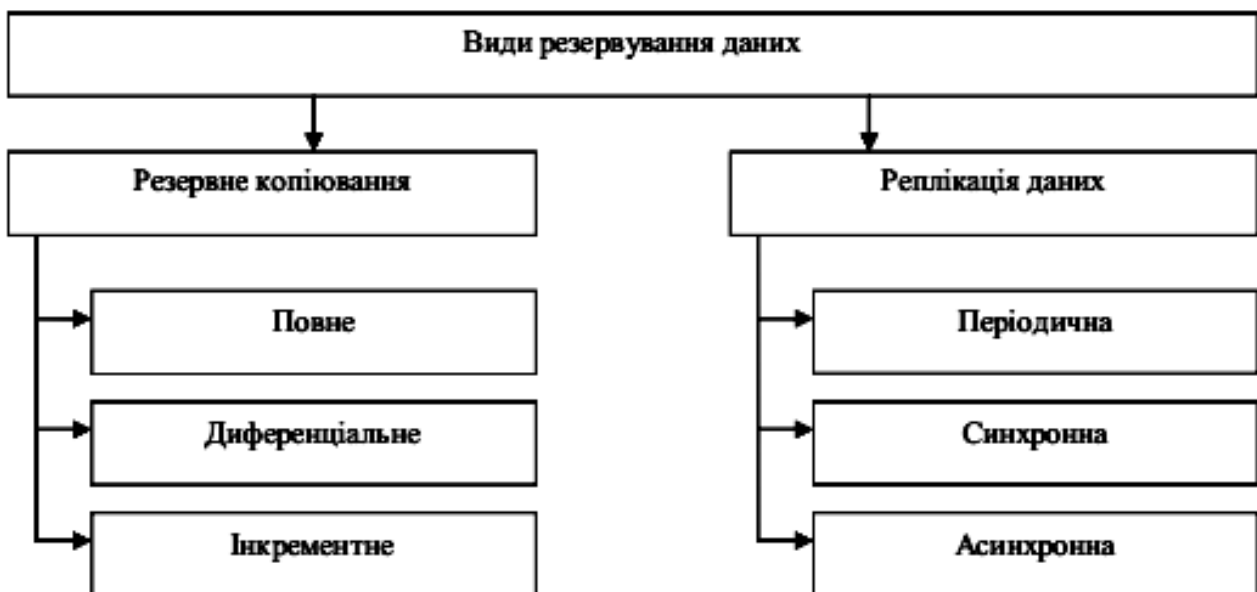 Види резервування даних
Резервне копіювання
Повне
Диференціальне
Інкрементне
Реплікація даних
Періодична
Синхронна
Асинхронна